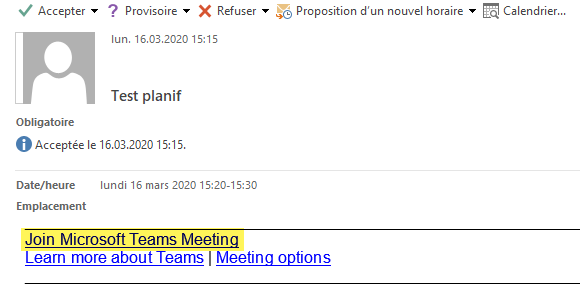 Accepter ? Provisoire Refuser Proposition d'un nouvel horaire Calendrier...
lun. 16.03.2020 15:15
Test planif
Obligatoire
Acceptée le 16.03.2020 15:15.
Date/heure lundi 16 mars 2020 15:20-15:30
Emplacement
Join Microsoft Teams Meeting
Learn more about Teams | Meeting options